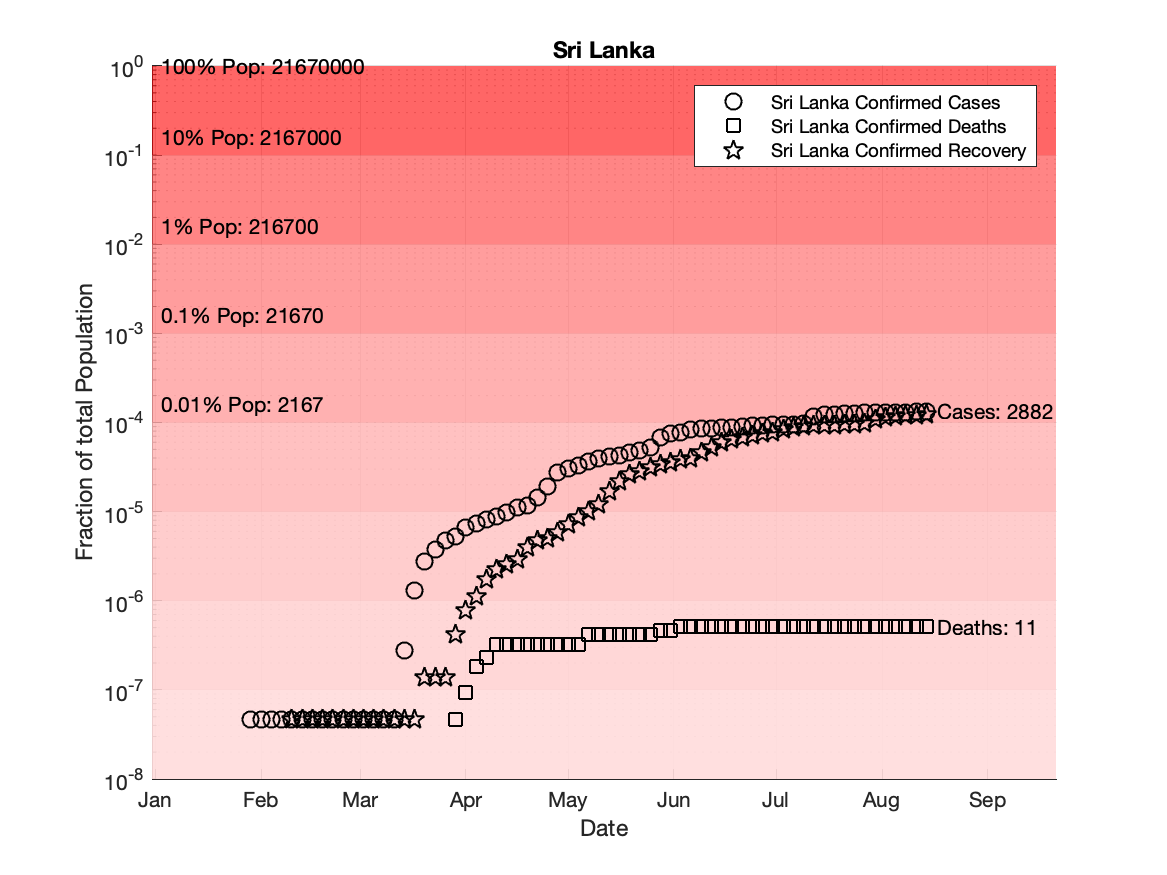 Sri Lanka
10^0
10^-1
10^-2
10^-3
10^-4
10^-5
10^-6
10^-7
10^-8
Fraction of total Population
100% Pop: 21670000
10% Pop: 2167000
1% Pop: 216700
0.1% Pop: 21670
0.01% Pop: 2167
Sri Lanka Confirmed Cases
Sri Lanka Confirmed Deaths
Sri Lanka Confirmed Recovery
Cases: 2882
Deaths: 11
Jan Feb Mar Apr May Jun Jul Aug Sep
Date